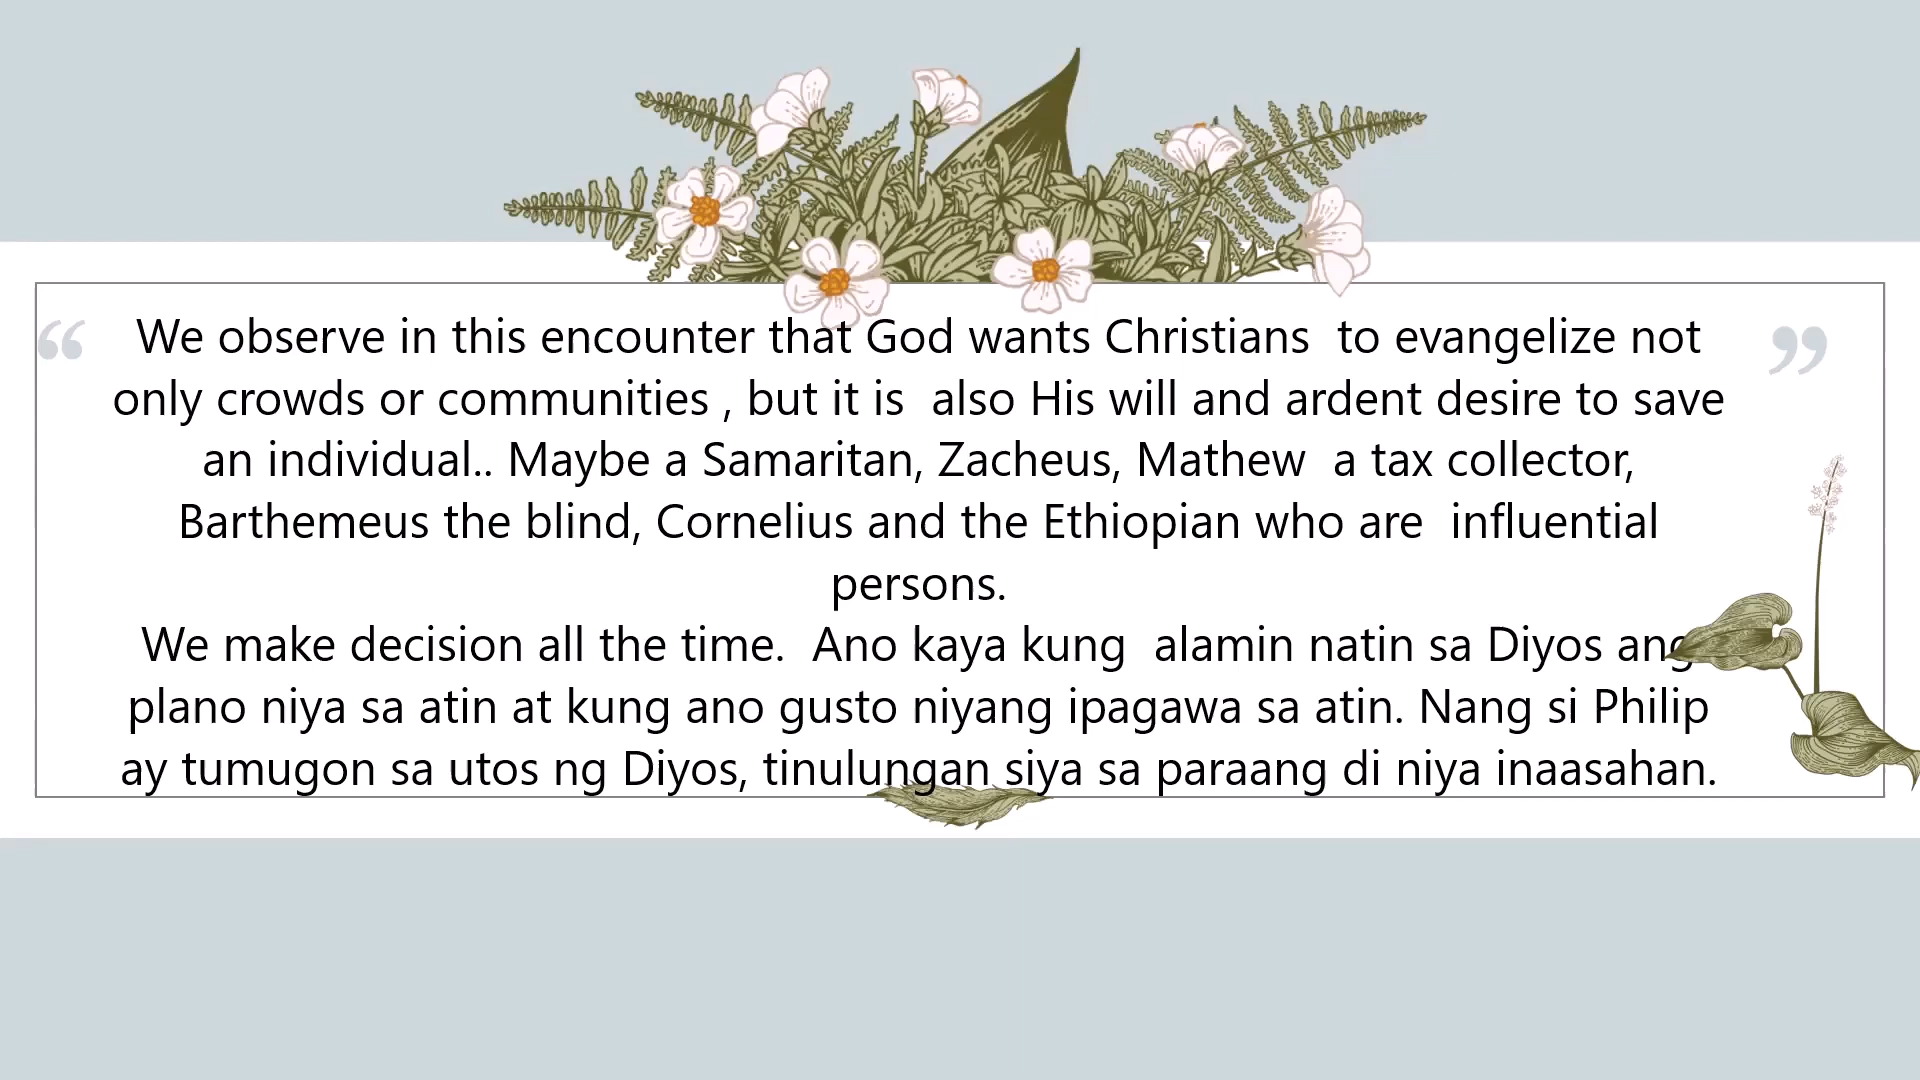 “ We observe in this encounter that God wants Christians  to evangelize not ”
only crowds or communities , but it is  also His will and ardent desire to save
an individual.. Maybe a Samaritan, Zacheus, Mathew  a tax collector,
Barthemeus the blind, Cornelius and the Ethiopian who are  influential
persons.
We make decision all the time.  Ano kaya kung  alamin natin sa Diyos ang
plano niya sa atin at kung ano gusto niyang ipagawa sa atin. Nang si Philip
ay tumugon sa utos ng Diyos, tinulungan siya sa paraang di niya inaasahan.